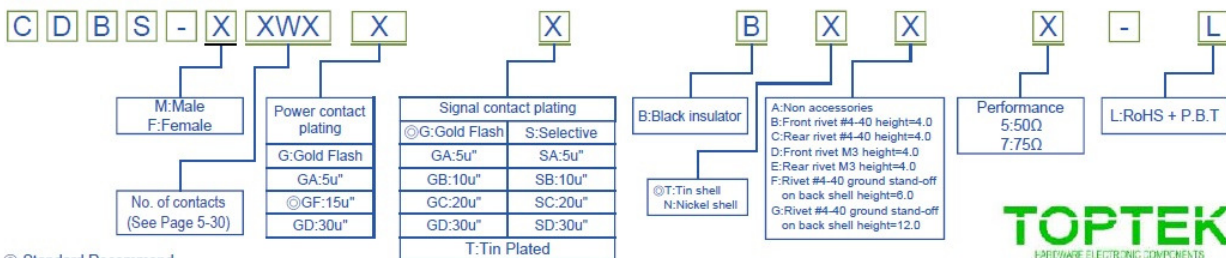 C D B S - X XWX X X B X X X - L
M:Male
F:Female
No. of contacts
(See Page 5-30)
Power contact
plating
G:Gold Flash
GA:5u"
◎GF:15u"
GD:30u"
Signal contact plating
◎G:Gold Flash S:Selective
GA:5u" SA:5u"
GB:10u" SB:10u"
GC:20u" SC:20u"
GD:30u" SD:30u"
T:Tin Plated
B:Black insulator
◎T:Tin shell
N:Nickel shell
A:Non accessories
B:Front rivet #4-40 height=4.0
C:Rear rivet #4-40 height=4.0
D:Front rivet M3 height=4.0
E:Rear rivet M3 height=4.0
F:Rivet #4-40 ground stand-off
on back shell height=6.0
G:Rivet #4-40 ground stand-off
on back shell height=12.0
Performance
5:50Ω
7:75Ω
L:RoHS + P.B.T
TOPTEK
HARDWARE ELECTRONIC COMPONENTS